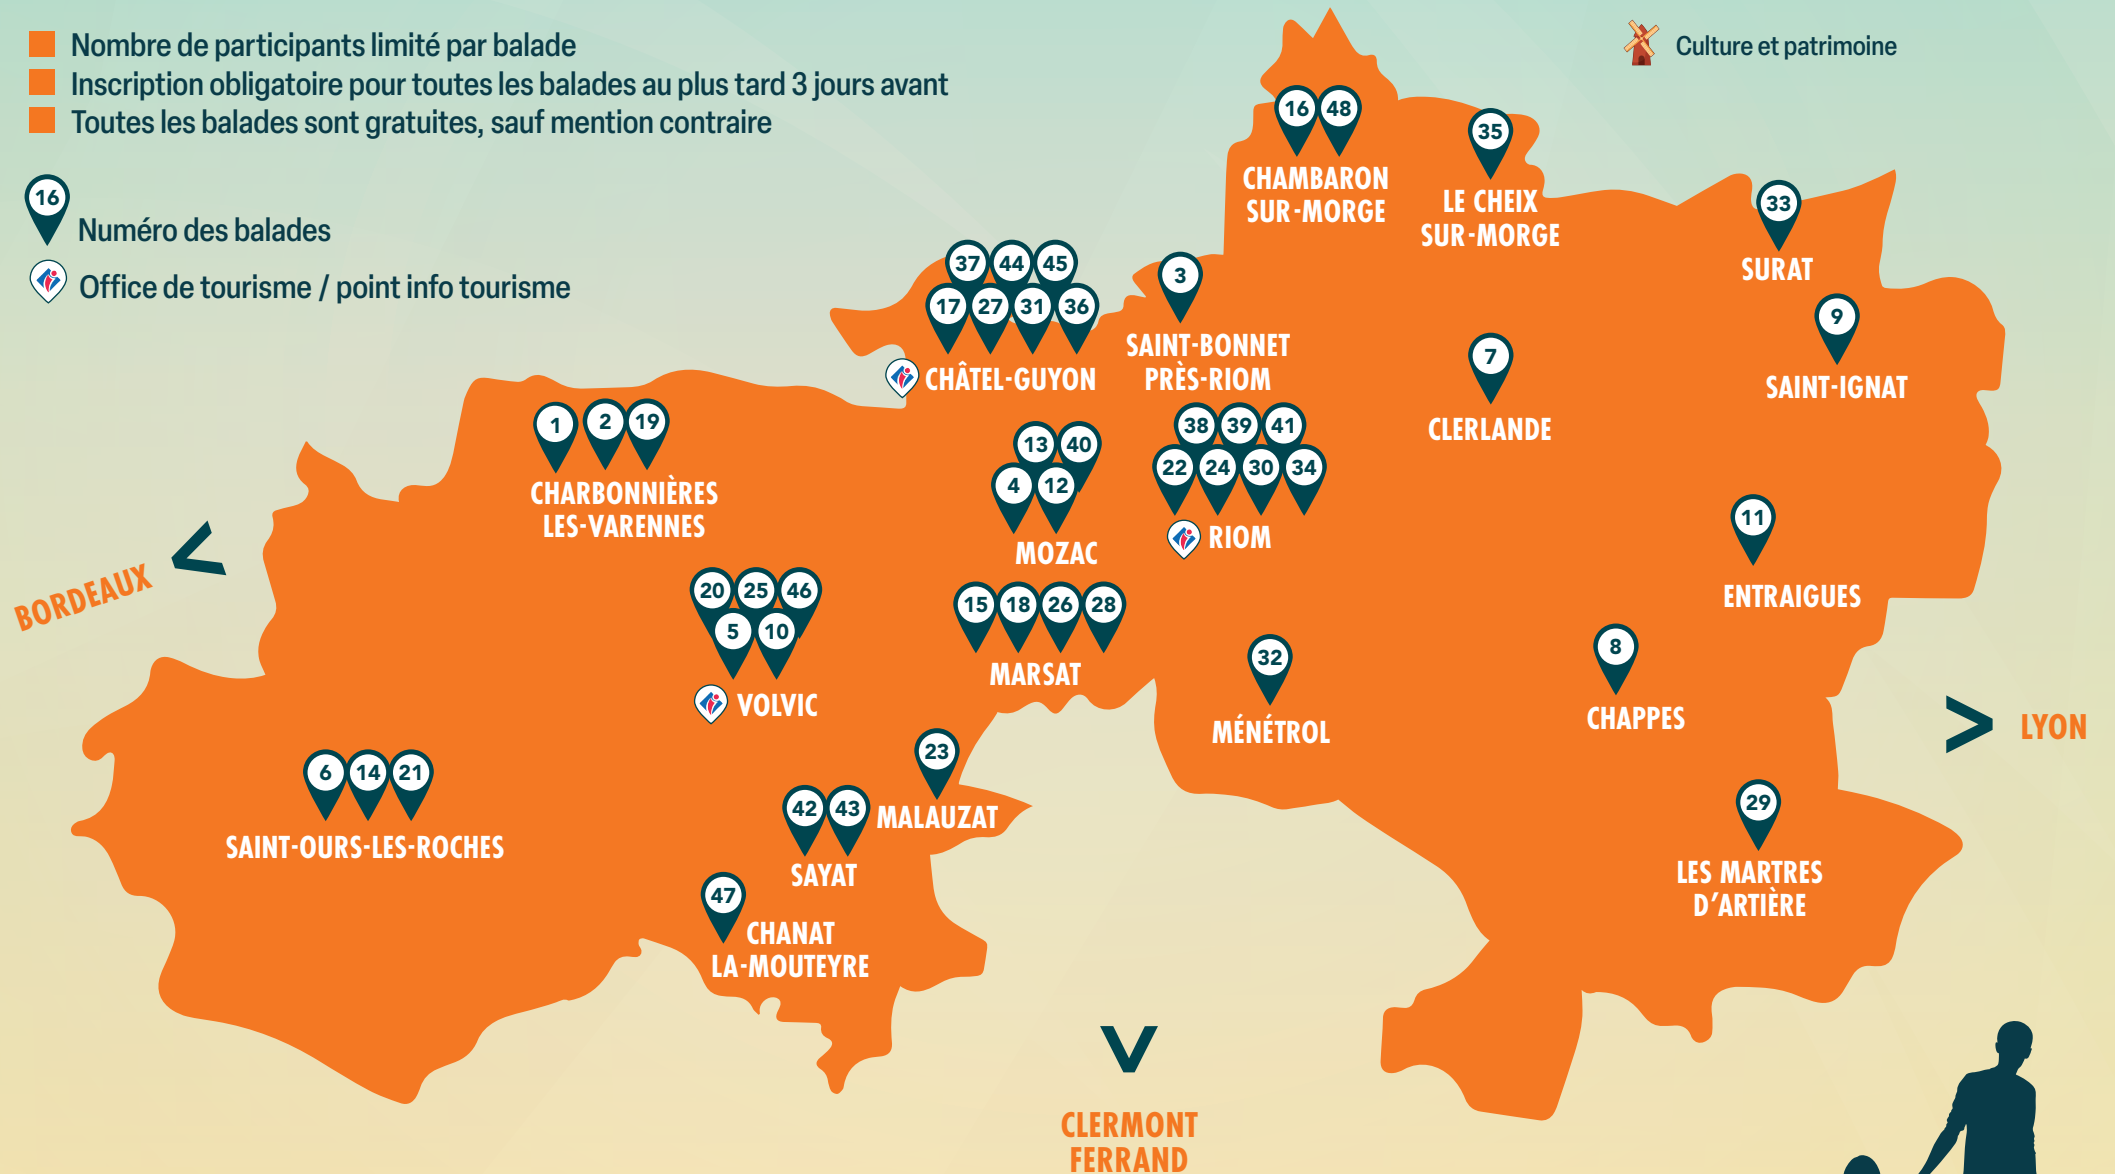 Nombre de participants limité par balade
Inscription obligatoire pour toutes les balades au plus tard 3 jours avant
Toutes les balades sont gratuites, sauf mention contraire
16
Numéro des balades
Office de tourisme / point info tourisme
Culture et patrimoine
16 48
CHAMBARON
SUR-MORGE
35
LE CHEIX
SUR-MORGE
33
SURAT
37 44 45
17 27 31 36
CHÂTEL-GUYON
3
SAINT-BONNET
PRÈS-RIOM
7
CLERLANDE
9
SAINT-IGNAT
1 2 19
CHARBONNIÈRES
LES-VARENNES
13 40
4 12
MOZAC
38 39 41
22 24 30 34
RIOM
11
ENTRAIGUES
BORDEAUX
20 25 46
5 10
VOLVIC
15 18 26 28
MARSAT
32
MÉNÉTROL
8
CHAPPES
LYON
6 14 21
SAINT-OURS-LES-ROCHES
23
MALAUZAT
42 43
SAYAT
29
LES MARTRES
D'ARTIÈRE
47
CHANAT
LA-MOUTEYRE
CLERMONT
FERRAND